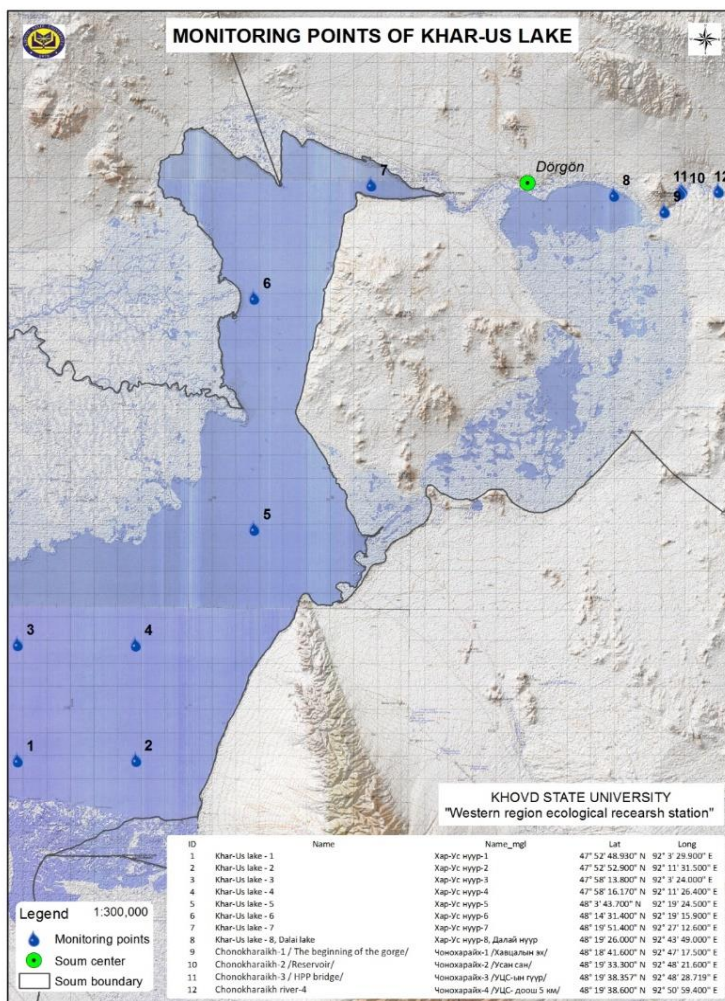 MONITORING POINTS OF KHAR-US LAKE
Dörgön
7
8
11 10 12
9
6
5
3
4
1
2
KHOVD STATE UNIVERSITY
"Western region ecological recearsh station"
Legend 1:300,000
Monitoring points
Soum center
Soum boundary
ID Name Name_mgl Lat Long
1 Khar-Us lake - 1 Хар-Ус нуур-1 47° 52' 48.930" N 92° 3' 29.900" E
2 Khar-Us lake - 2 Хар-Ус нуур-2 47° 52' 52.900" N 92° 11' 31.500" E
3 Khar-Us lake - 3 Хар-Ус нуур-3 47° 58' 13.800" N 92° 3' 24.000" E
4 Khar-Us lake - 4 Хар-Ус нуур-4 47° 58' 16.170" N 92° 11' 26.400" E
5 Khar-Us lake - 5 Хар-Ус нуур-5 48° 3' 43.700" N 92° 19' 24.500" E
6 Khar-Us lake - 6 Хар-Ус нуур-6 48° 14' 31.400" N 92° 19' 15.900" E
7 Khar-Us lake - 7 Хар-Ус нуур-7 48° 19' 51.400" N 92° 27' 12.600" E
8 Khar-Us lake - 8, Dalai lake Хар-Ус нуур-8, Далай нуур 48° 19' 26.000" N 92° 43' 49.000" E
9 Chonokharaikh-1 / The beginning of the gorge/ Чонохарайх-1 /Хавцалын эх/ 48° 18' 41.600" N 92° 47' 17.500" E
10 Chonokharaikh-2 /Reservoir/ Чонохарайх-2 /Усан сан/ 48° 19' 33.300" N 92° 48' 21.600" E
11 Chonokharaikh-3 / HPP bridge/ Чонохарайх-3 /УЦС-ын гүүр/ 48° 19' 38.357" N 92° 48' 28.719" E
12 Chonokharaikh river-4 Чонохарайх-4 /УЦС- доош 5 км/ 48° 19' 38.600" N 92° 50' 59.400" E